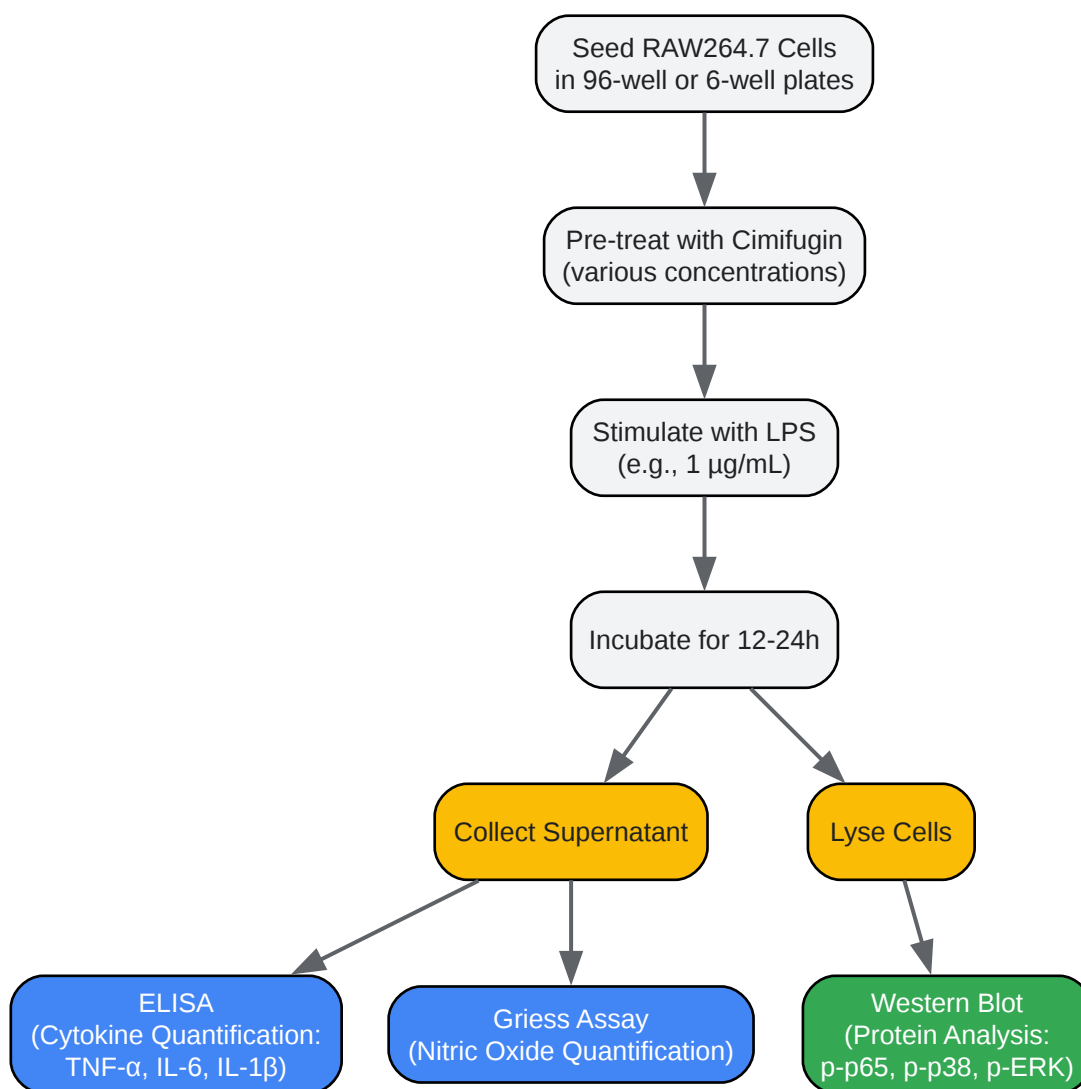 Seed RAW264.7 Cells
in 96-well or 6-well plates
Pre-treat with Cimifugin
(various concentrations)
Stimulate with LPS
(e.g., 1 µg/mL)
Incubate for 12-24h
Collect Supernatant
Lyse Cells
ELISA
(Cytokine Quantification:
TNF-α, IL-6, IL-1β)
Griess Assay
(Nitric Oxide Quantification)
Western Blot
(Protein Analysis:
p-p65, p-p38, p-ERK)